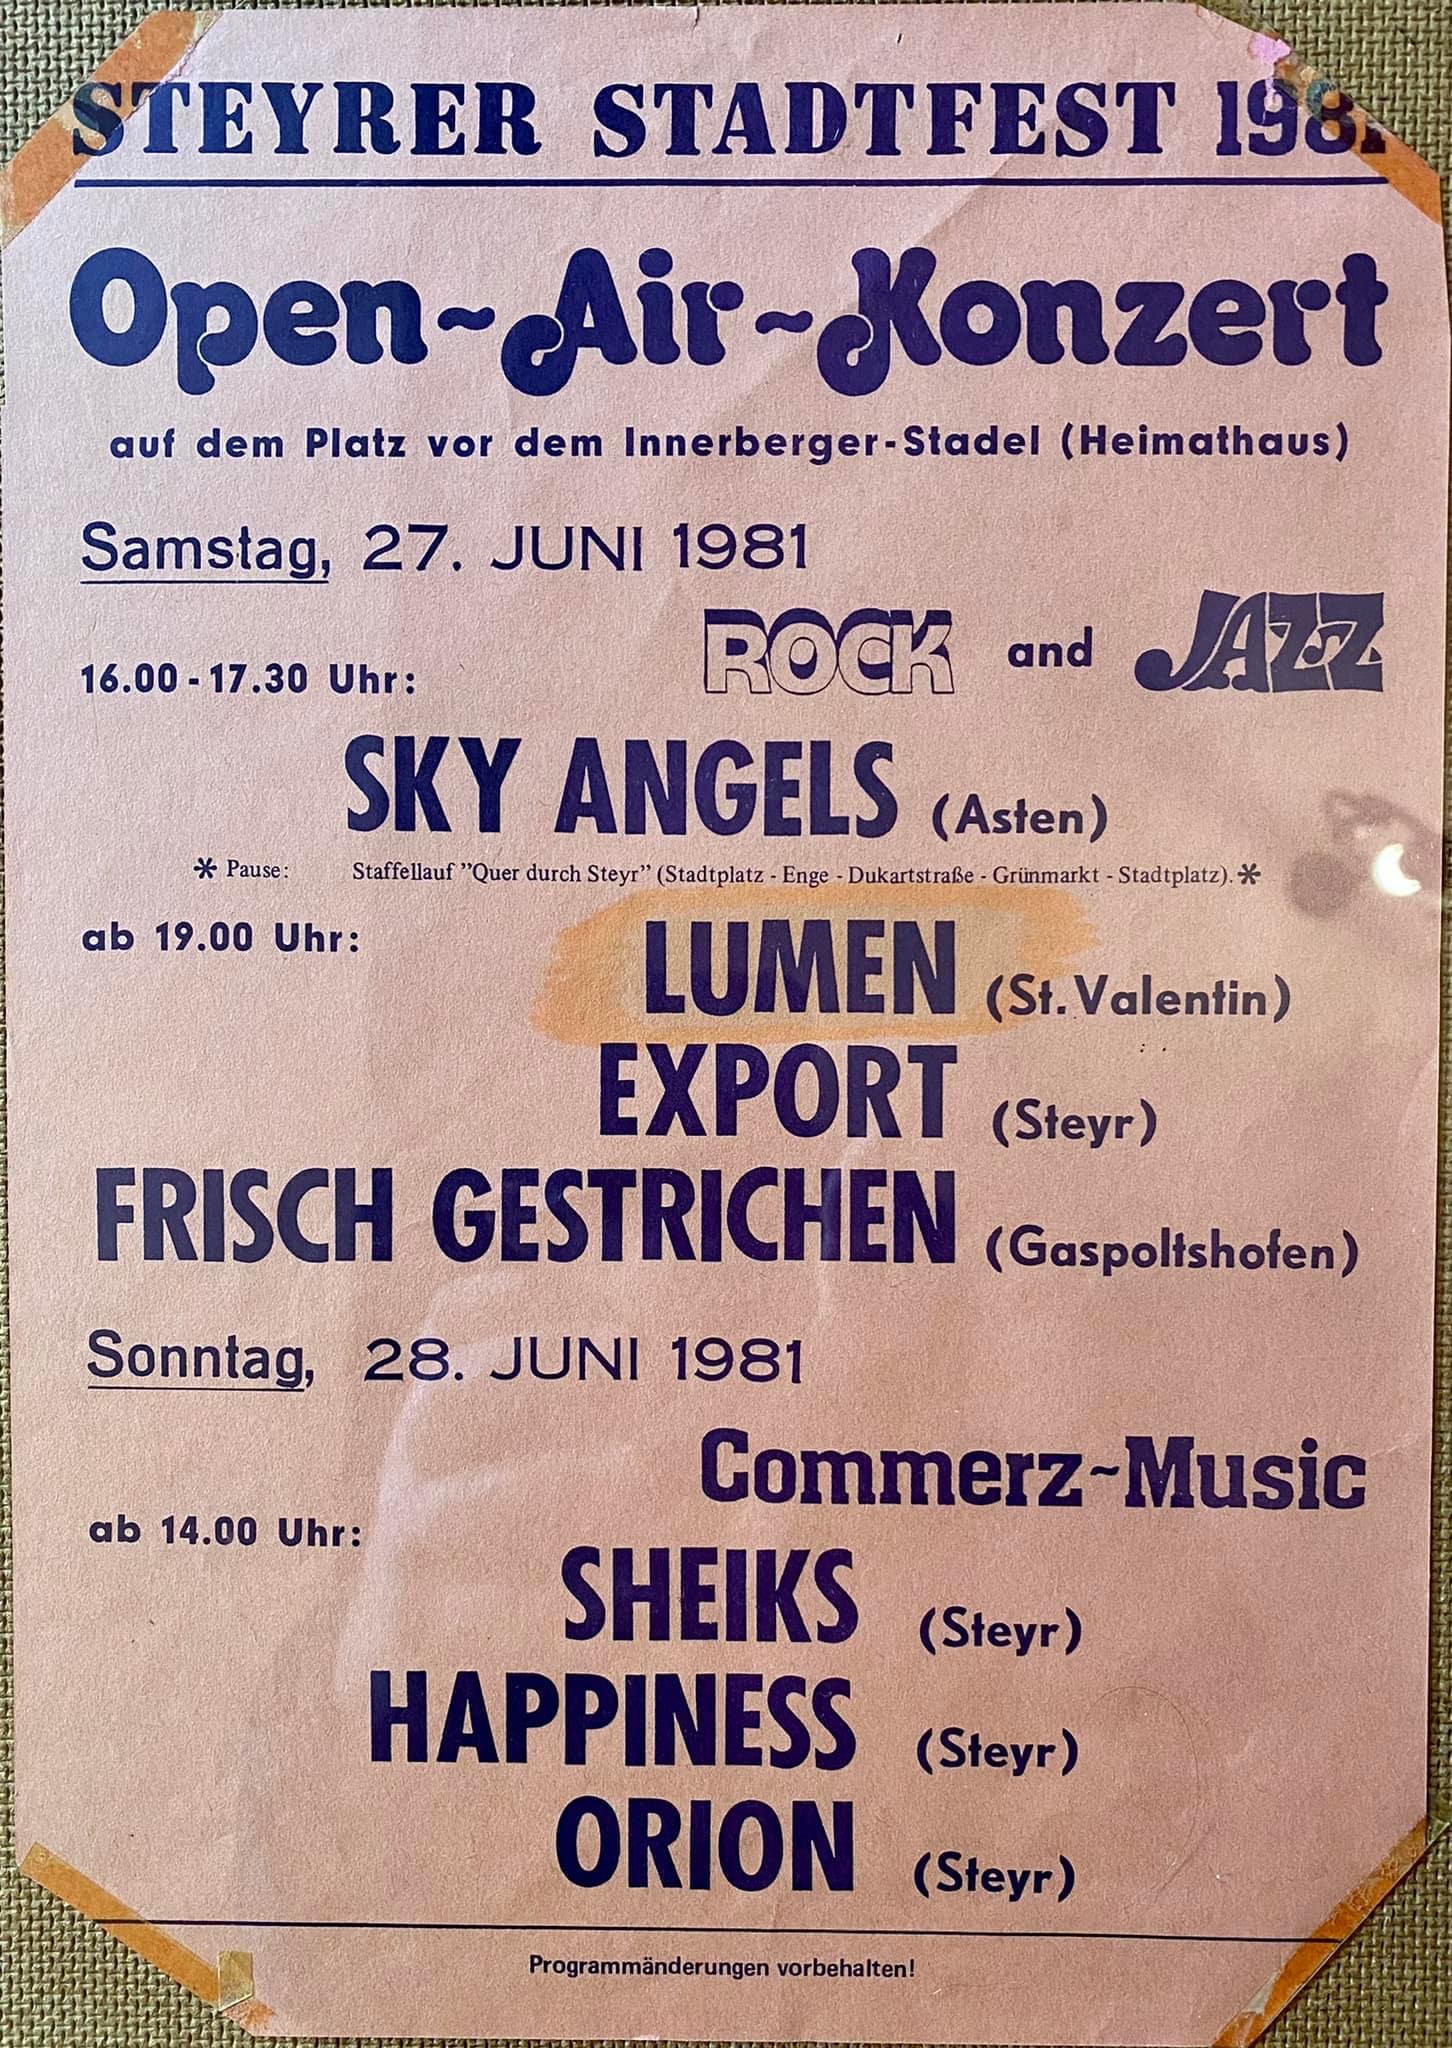 STEYRER STADTFEST 1981
Open~Air~Konzert
auf dem Platz vor dem Innerberger-Stadel (Heimathaus)
Samstag, 27. JUNI 1981
ROCK and JAZZ
16.00 - 17.30 Uhr:
SKY ANGELS (Asten)
* Pause: Staffellauf ”Quer durch Steyr” (Stadtplatz - Enge - Dukartstraße - Grünmarkt - Stadtplatz). *
ab 19.00 Uhr: LUMEN (St. Valentin)
EXPORT (Steyr)
FRISCH GESTRICHEN (Gaspoltshofen)
Sonntag, 28. JUNI 1981
Commerz~Music
ab 14.00 Uhr:
SHEIKS (Steyr)
HAPPINESS (Steyr)
ORION (Steyr)
Programmänderungen vorbehalten!